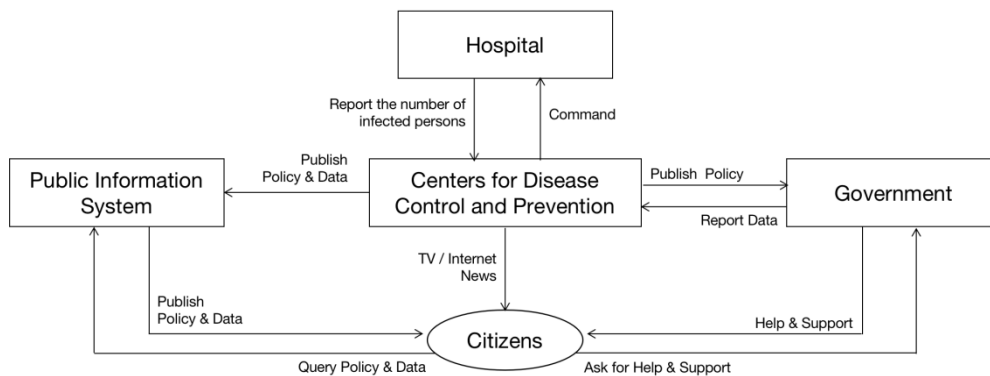 Hospital
Report the number of
infected persons
Command
Publish
Policy & Data
Public Information
System
Centers for Disease
Control and Prevention
Publish Policy
Report Data
Government
TV / Internet
News
Publish
Policy & Data
Help & Support
Citizens
Query Policy & Data
Ask for Help & Support